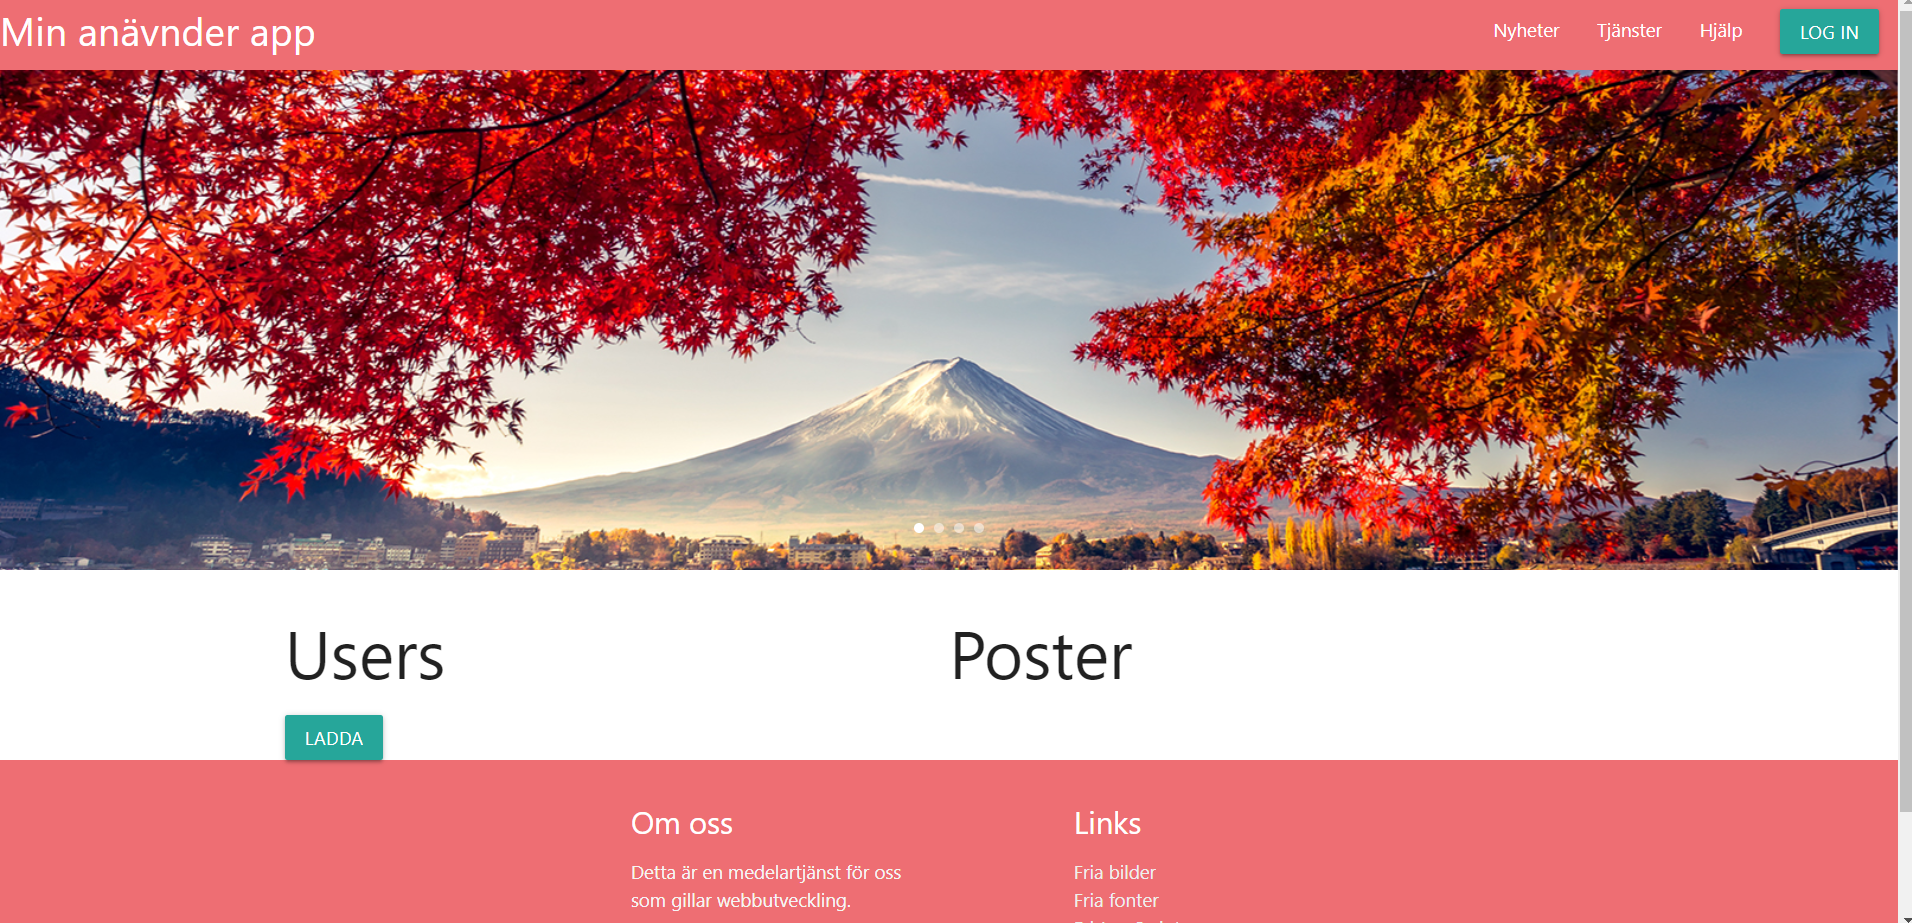 Min anävnder app
Nyheter
Tjänster
Hjälp
LOG IN
Users
Poster
LADDA
Om oss
Detta är en medelartjänst för oss
som gillar webbutveckling.
Links
Fria bilder
Fria fonter